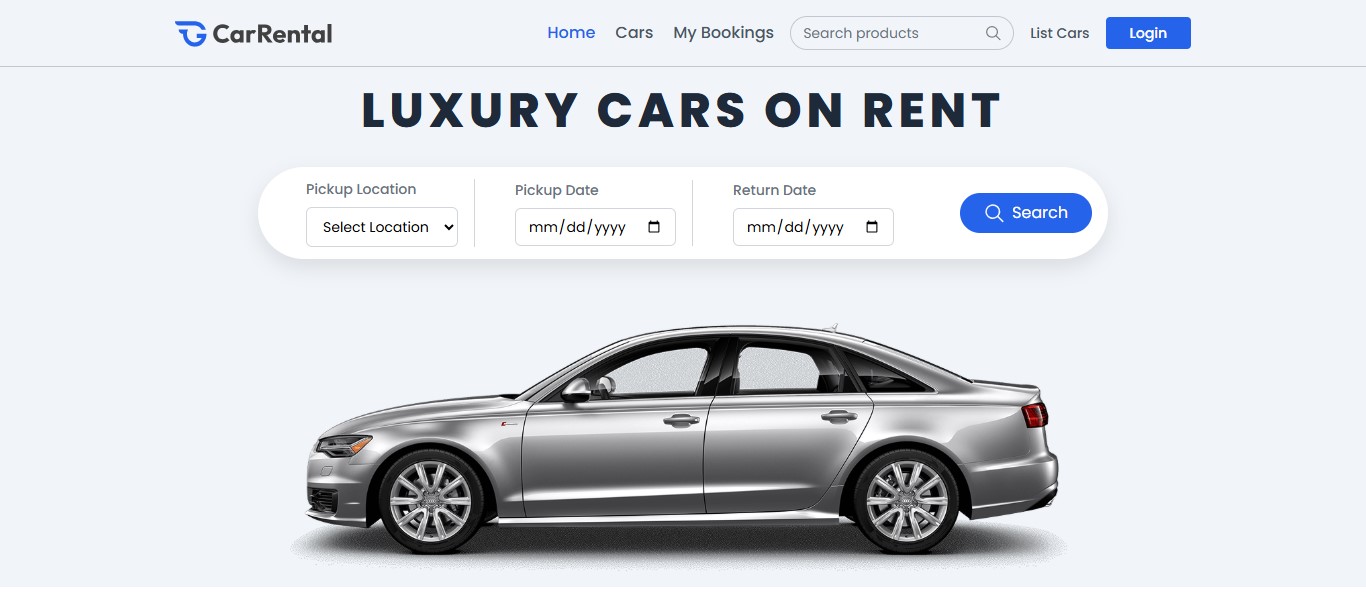 CarRental
Home Cars My Bookings Search products List Cars Login
LUXURY CARS ON RENT
Pickup Location Pickup Date Return Date
Select Location mm/dd/yyyy mm/dd/yyyy Search